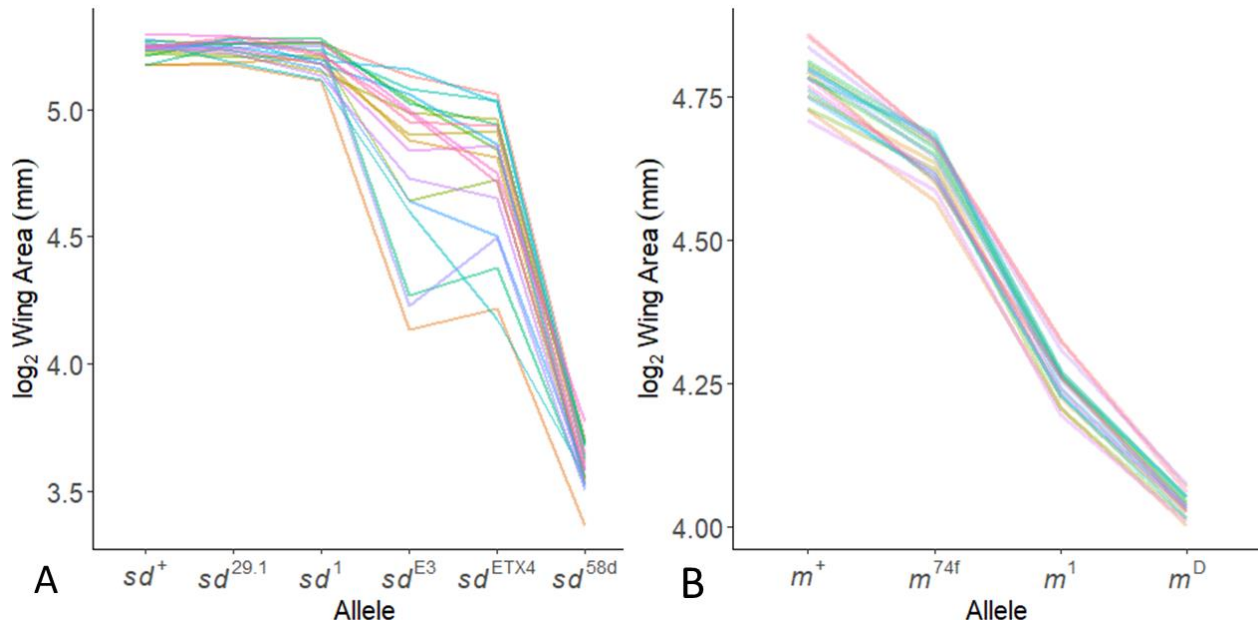 log₂ Wing Area (mm)
5.0
4.5
4.0
3.5
sd⁺ sd²⁹·¹ sd¹ sdᴱ³ sdᴱᵀˣ⁴ sd⁵⁸ᵈ
Allele
A
log₂ Wing Area (mm)
4.75
4.50
4.25
4.00
m⁺ m⁷⁴ᶠ m¹ mᴰ
Allele
B